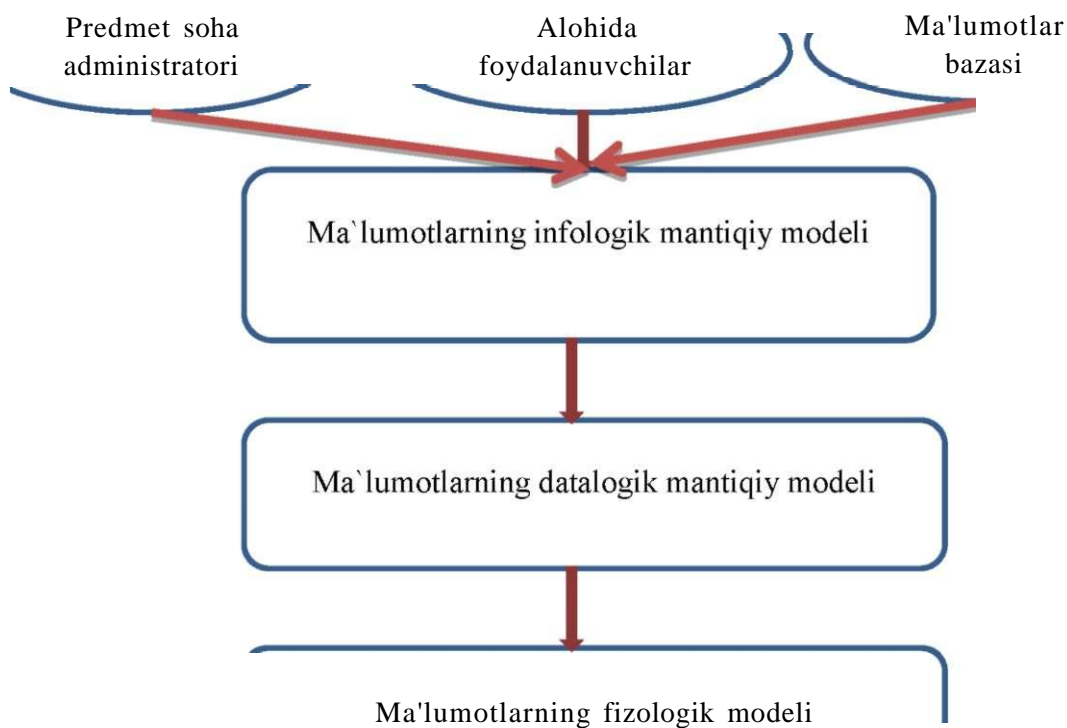 Predmet soha
administratori
Alohida
foydalanuvchilar
Ma'lumotlar
bazasi
Ma`lumotlarning infologik mantiqiy modeli
Ma`lumotlarning datalogik mantiqiy modeli
Ma'lumotlarning fizologik modeli